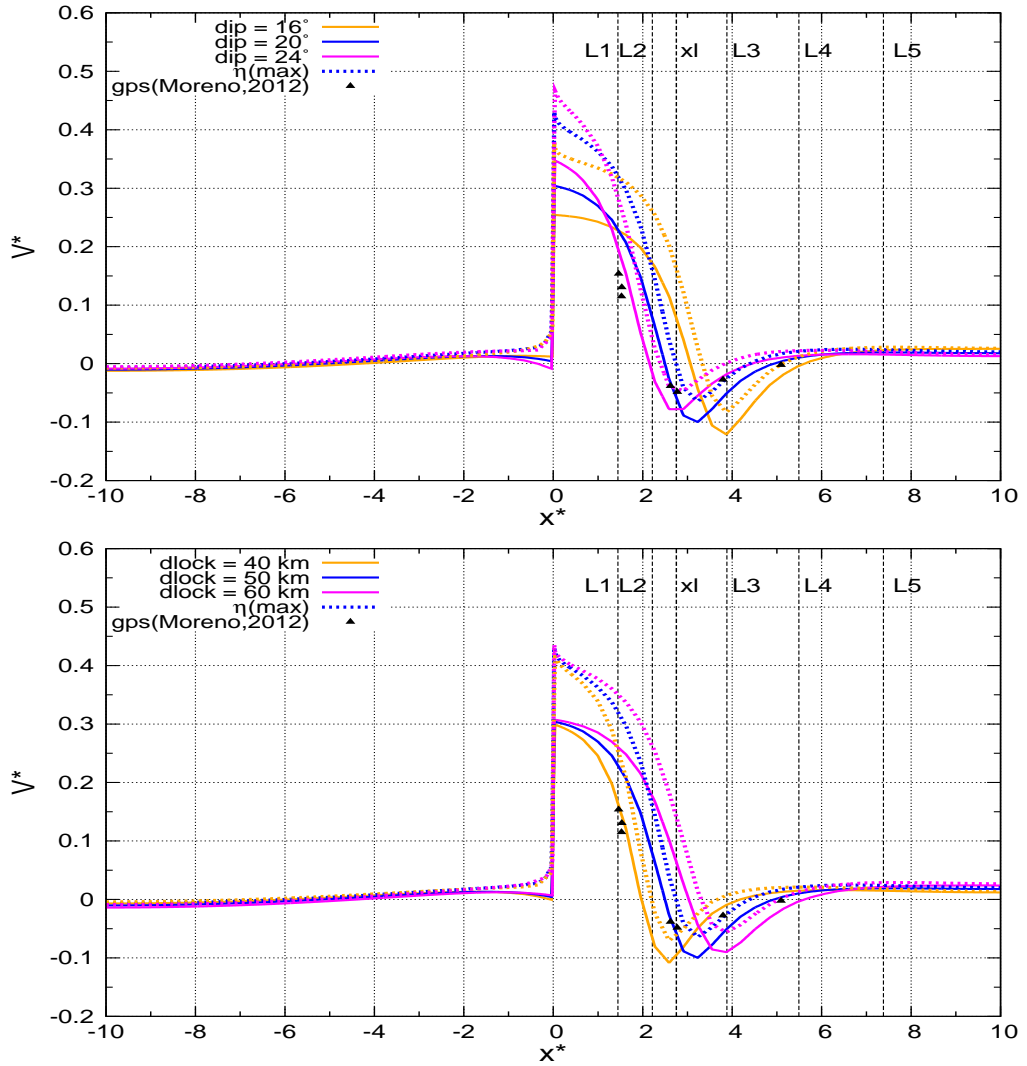 0.6
dip = 16°
dip = 20°
dip = 24°
η(max)
gps(Moreno,2012)
L1 L2 xl L3 L4 L5
0.5
0.4
0.3
0.2
0.1
0
-0.1
-0.2
V*
-10 -8 -6 -4 -2 0 2 4 6 8 10
x*
0.6
dlock = 40 km
dlock = 50 km
dlock = 60 km
η(max)
gps(Moreno,2012)
L1 L2 xl L3 L4 L5
0.5
0.4
0.3
0.2
0.1
0
-0.1
-0.2
V*
-10 -8 -6 -4 -2 0 2 4 6 8 10
x*